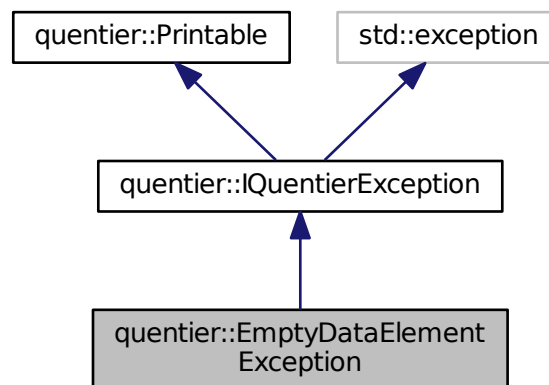 quentier::Printable
std::exception
quentier::IQuentierException
quentier::EmptyDataElement
Exception